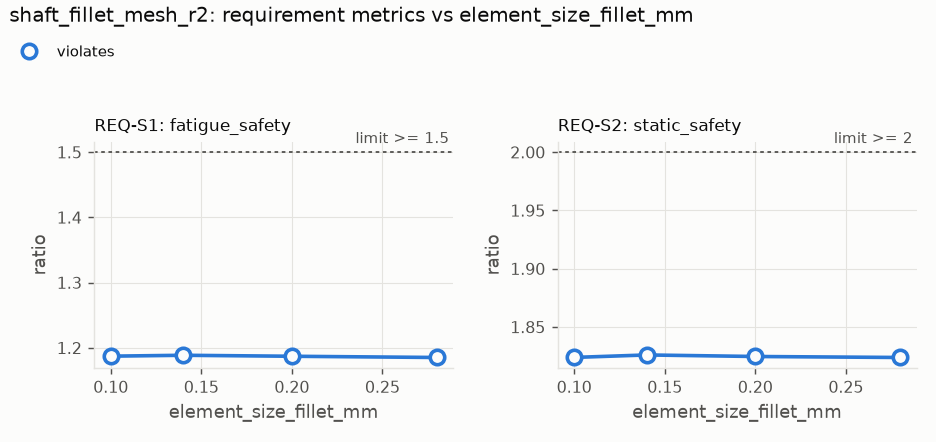 shaft_fillet_mesh_r2: requirement metrics vs element_size_fillet_mm
violates
REQ-S1: fatigue_safety
limit >= 1.5
1.5
1.4
1.3
1.2
ratio
0.10 0.15 0.20 0.25
element_size_fillet_mm
REQ-S2: static_safety
limit >= 2
2.00
1.95
1.90
1.85
ratio
0.10 0.15 0.20 0.25
element_size_fillet_mm